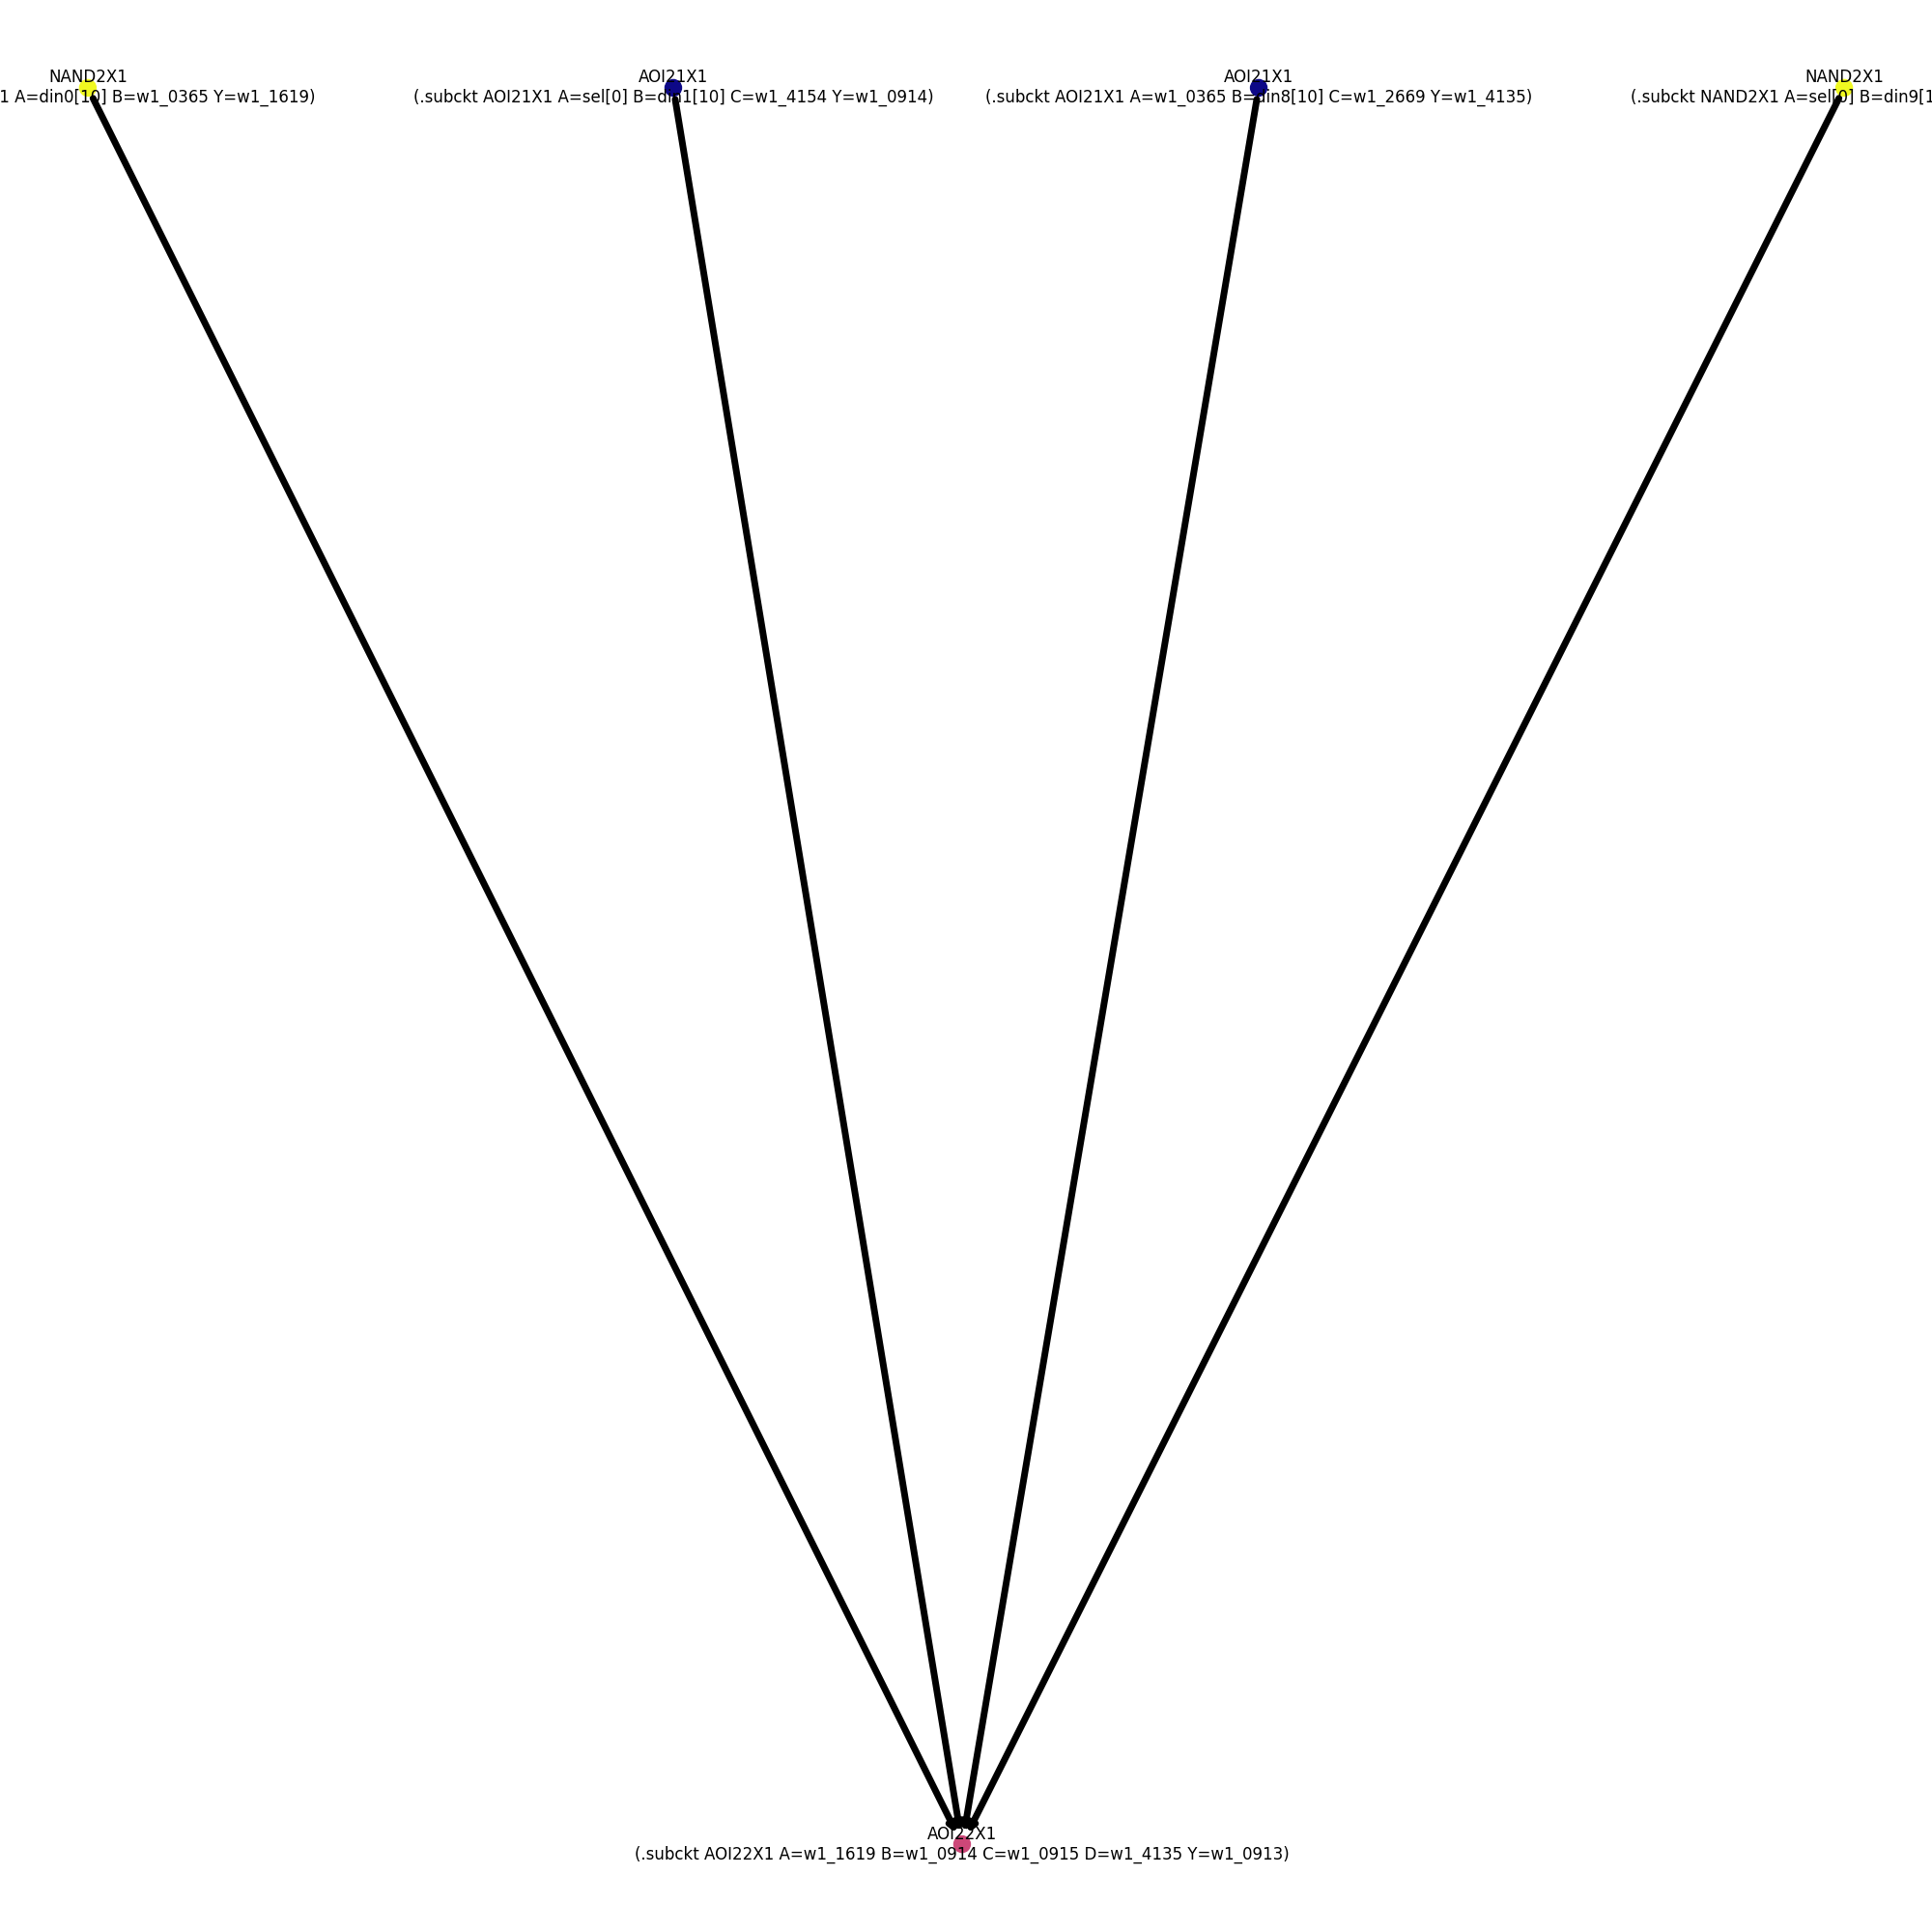 NAND2X1
1 A=din0[10] B=w1_0365 Y=w1_1619)
AOI21X1
(.subckt AOI21X1 A=sel[0] B=din1[10] C=w1_4154 Y=w1_0914)
AOI21X1
(.subckt AOI21X1 A=w1_0365 B=din8[10] C=w1_2669 Y=w1_4135)
NAND2X1
(.subckt NAND2X1 A=sel[0] B=din9[1
AOI22X1
(.subckt AOI22X1 A=w1_1619 B=w1_0914 C=w1_0915 D=w1_4135 Y=w1_0913)